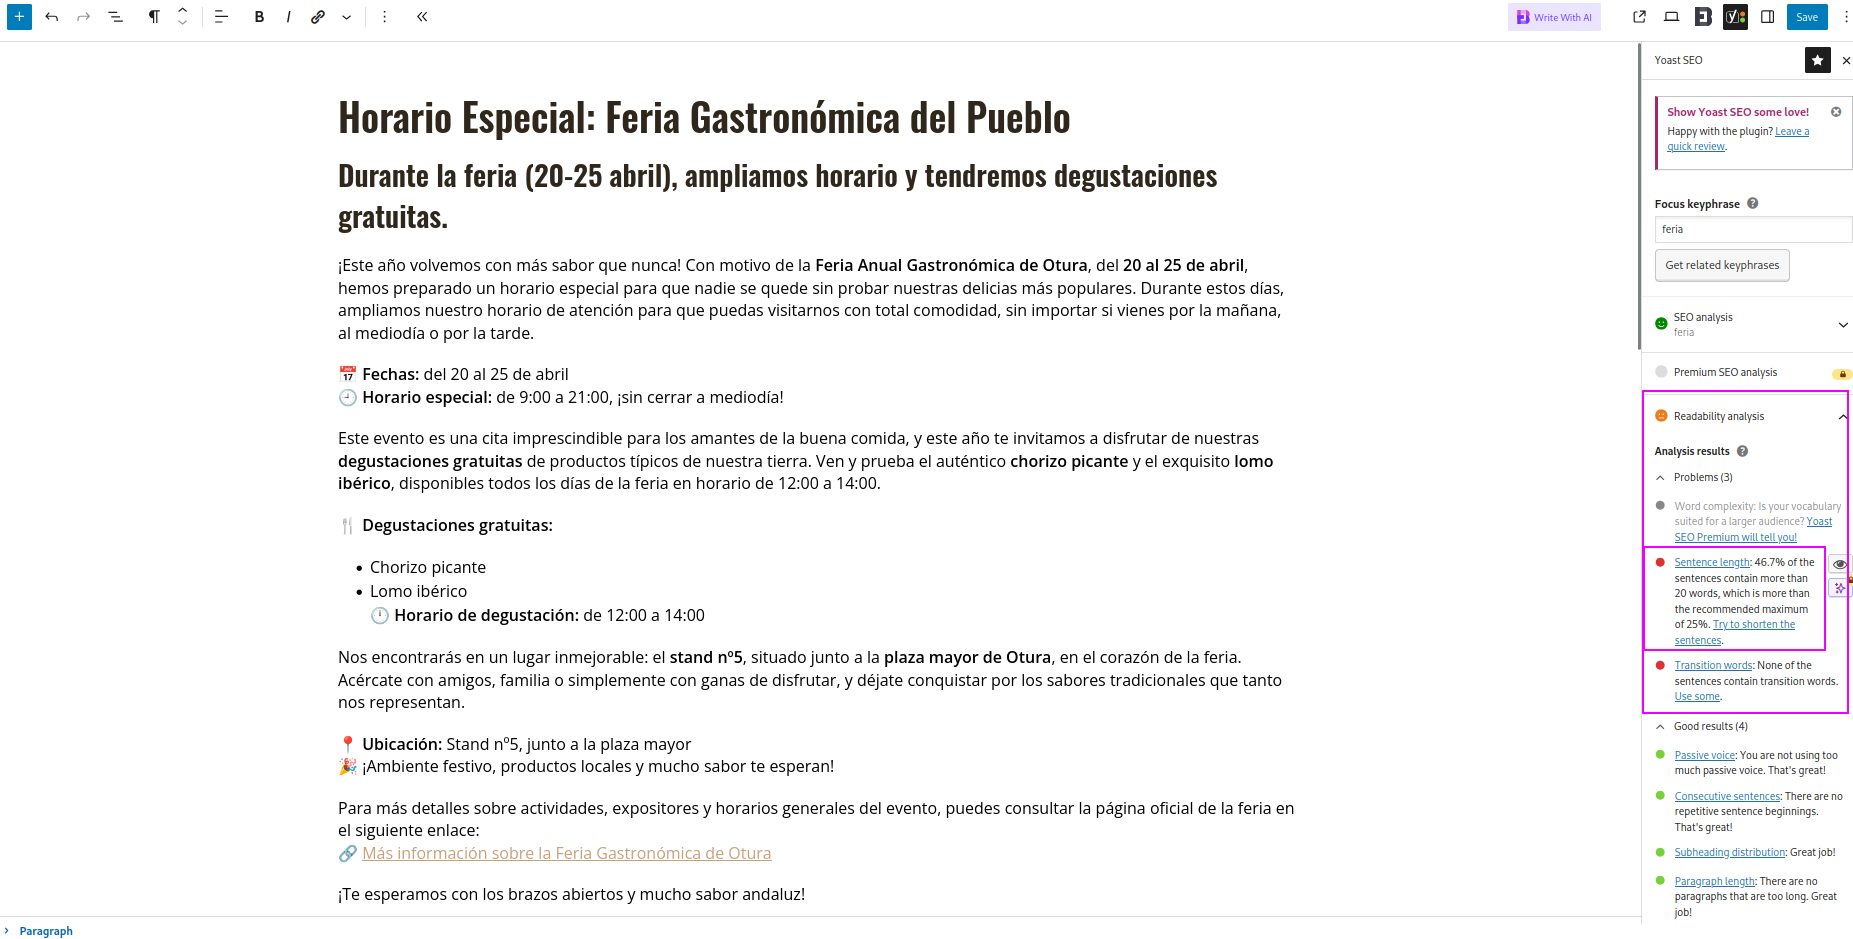 Write With AI
Save
Horario Especial: Feria Gastronómica del Pueblo
Durante la feria (20-25 abril), ampliamos horario y tendremos degustaciones
gratuitas.
¡Este año volvemos con más sabor que nunca! Con motivo de la Feria Anual Gastronómica de Otura, del 20 al 25 de abril,
hemos preparado un horario especial para que nadie se quede sin probar nuestras delicias más populares. Durante estos días,
ampliamos nuestro horario de atención para que puedas visitarnos con total comodidad, sin importar si vienes por la mañana,
al mediodía o por la tarde.
📅 Fechas: del 20 al 25 de abril
🕘 Horario especial: de 9:00 a 21:00, ¡sin cerrar a mediodía!
Este evento es una cita imprescindible para los amantes de la buena comida, y este año te invitamos a disfrutar de nuestras
degustaciones gratuitas de productos típicos de nuestra tierra. Ven y prueba el auténtico chorizo picante y el exquisito lomo
ibérico, disponibles todos los días de la feria en horario de 12:00 a 14:00.
🍴 Degustaciones gratuitas:
• Chorizo picante
• Lomo ibérico
🕛 Horario de degustación: de 12:00 a 14:00
Nos encontrarás en un lugar inmejorable: el stand nº5, situado junto a la plaza mayor de Otura, en el corazón de la feria.
Acércate con amigos, familia o simplemente con ganas de disfrutar, y déjate conquistar por los sabores tradicionales que tanto
nos representan.
📍 Ubicación: Stand nº5, junto a la plaza mayor
🎉 ¡Ambiente festivo, productos locales y mucho sabor te esperan!
Para más detalles sobre actividades, expositores y horarios generales del evento, puedes consultar la página oficial de la feria en
el siguiente enlace:
🔗 Más información sobre la Feria Gastronómica de Otura
¡Te esperamos con los brazos abiertos y mucho sabor andaluz!
Paragraph
Yoast SEO
Show Yoast SEO some love!
Happy with the plugin? Leave a
quick review.
Focus keyphrase
feria
Get related keyphrases
SEO analysis
feria
Premium SEO analysis
Readability analysis
Analysis results
Problems (3)
Word complexity: Is your vocabulary
suited for a larger audience? Yoast
SEO Premium will tell you!
Sentence length: 46.7% of the
sentences contain more than
20 words, which is more than
the recommended maximum
of 25%. Try to shorten the
sentences.
Transition words: None of the
sentences contain transition words.
Use some.
Good results (4)
Passive voice: You are not using too
much passive voice. That's great!
Consecutive sentences: There are no
repetitive sentence beginnings.
That's great!
Subheading distribution: Great job!
Paragraph length: There are no
paragraphs that are too long. Great
job!